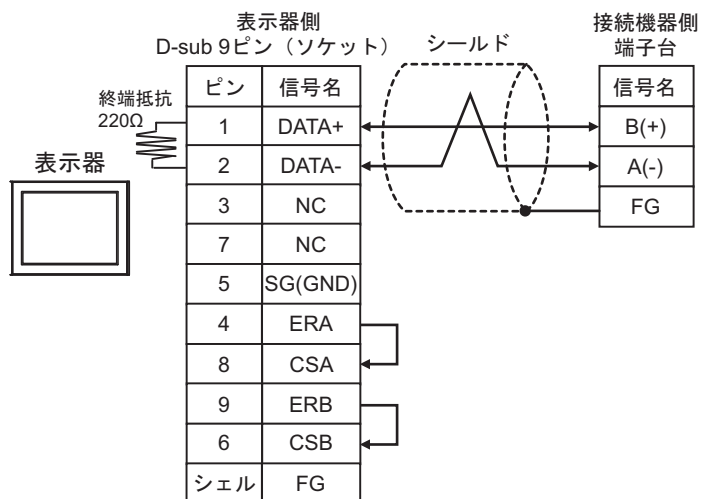 表示器側
D-sub 9ピン（ソケット）
シールド
接続機器側
端子台
終端抵抗
220Ω
表示器
ピン 信号名
1 DATA+
2 DATA-
3 NC
7 NC
5 SG(GND)
4 ERA
8 CSA
9 ERB
6 CSB
シェル FG
信号名
B(+)
A(-)
FG